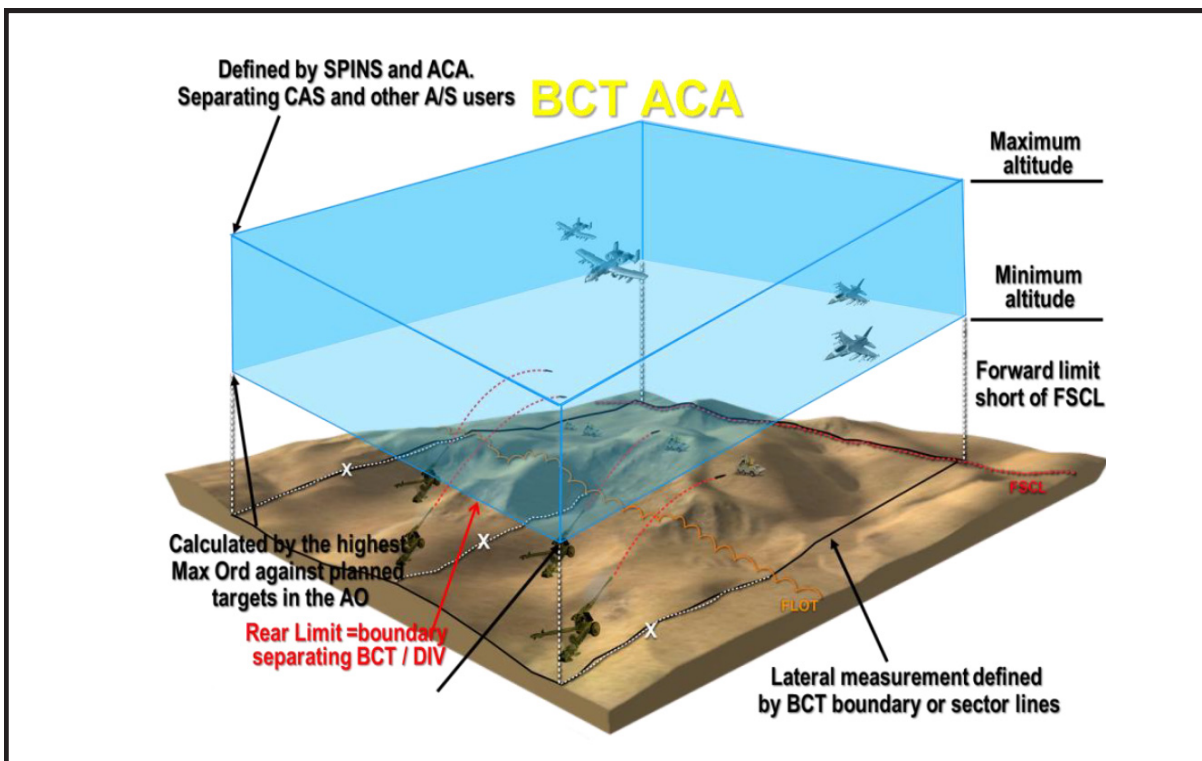 Defined by SPINS and ACA.
Separating CAS and other A/S users
BCT ACA
Maximum
altitude
Minimum
altitude
Forward limit
short of FSCL
X
FSCL
X
Calculated by the highest
Max Ord against planned
targets in the AO
FLOT
Rear Limit =boundary
separating BCT / DIV
X
Lateral measurement defined
by BCT boundary or sector lines